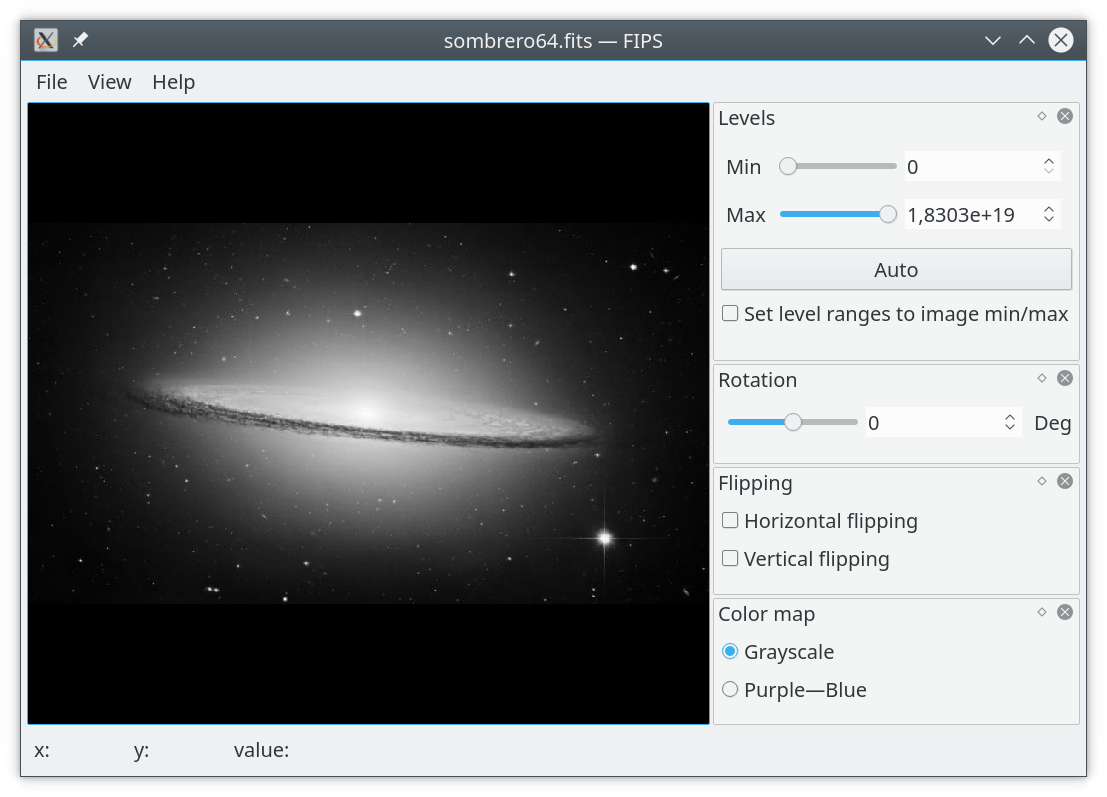 sombrero64.fits — FIPS
File View Help
Levels
Min 0
Max 1,8303e+19
Auto
Set level ranges to image min/max
Rotation
0 Deg
Flipping
Horizontal flipping
Vertical flipping
Color map
Grayscale
Purple—Blue
x: y: value: